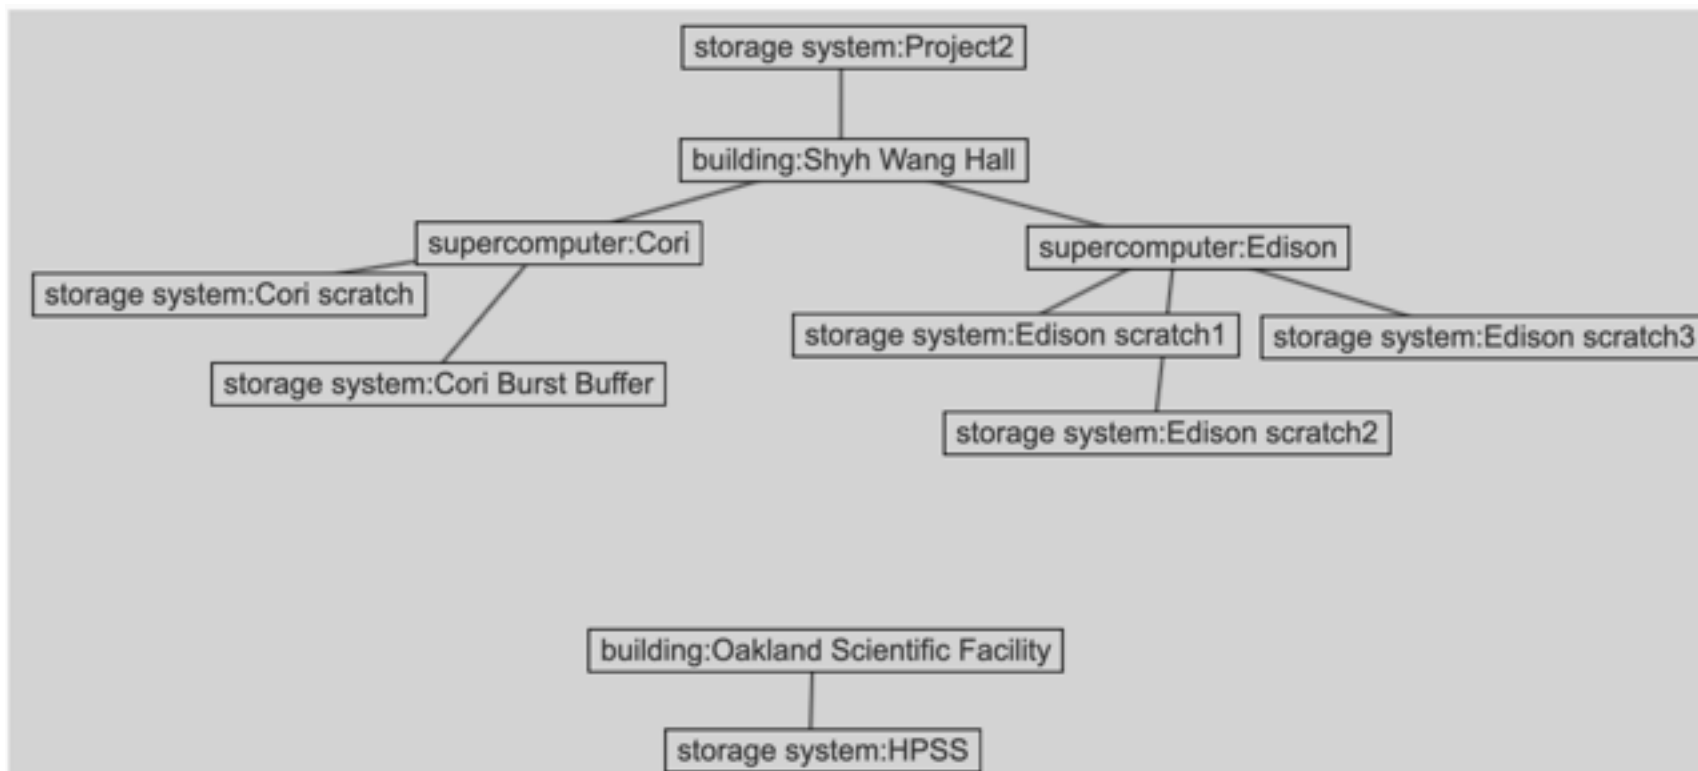 storage system:Project2
building:Shyh Wang Hall
supercomputer:Cori
supercomputer:Edison
storage system:Cori scratch
storage system:Edison scratch1
storage system:Edison scratch3
storage system:Cori Burst Buffer
storage system:Edison scratch2
building:Oakland Scientific Facility
storage system:HPSS